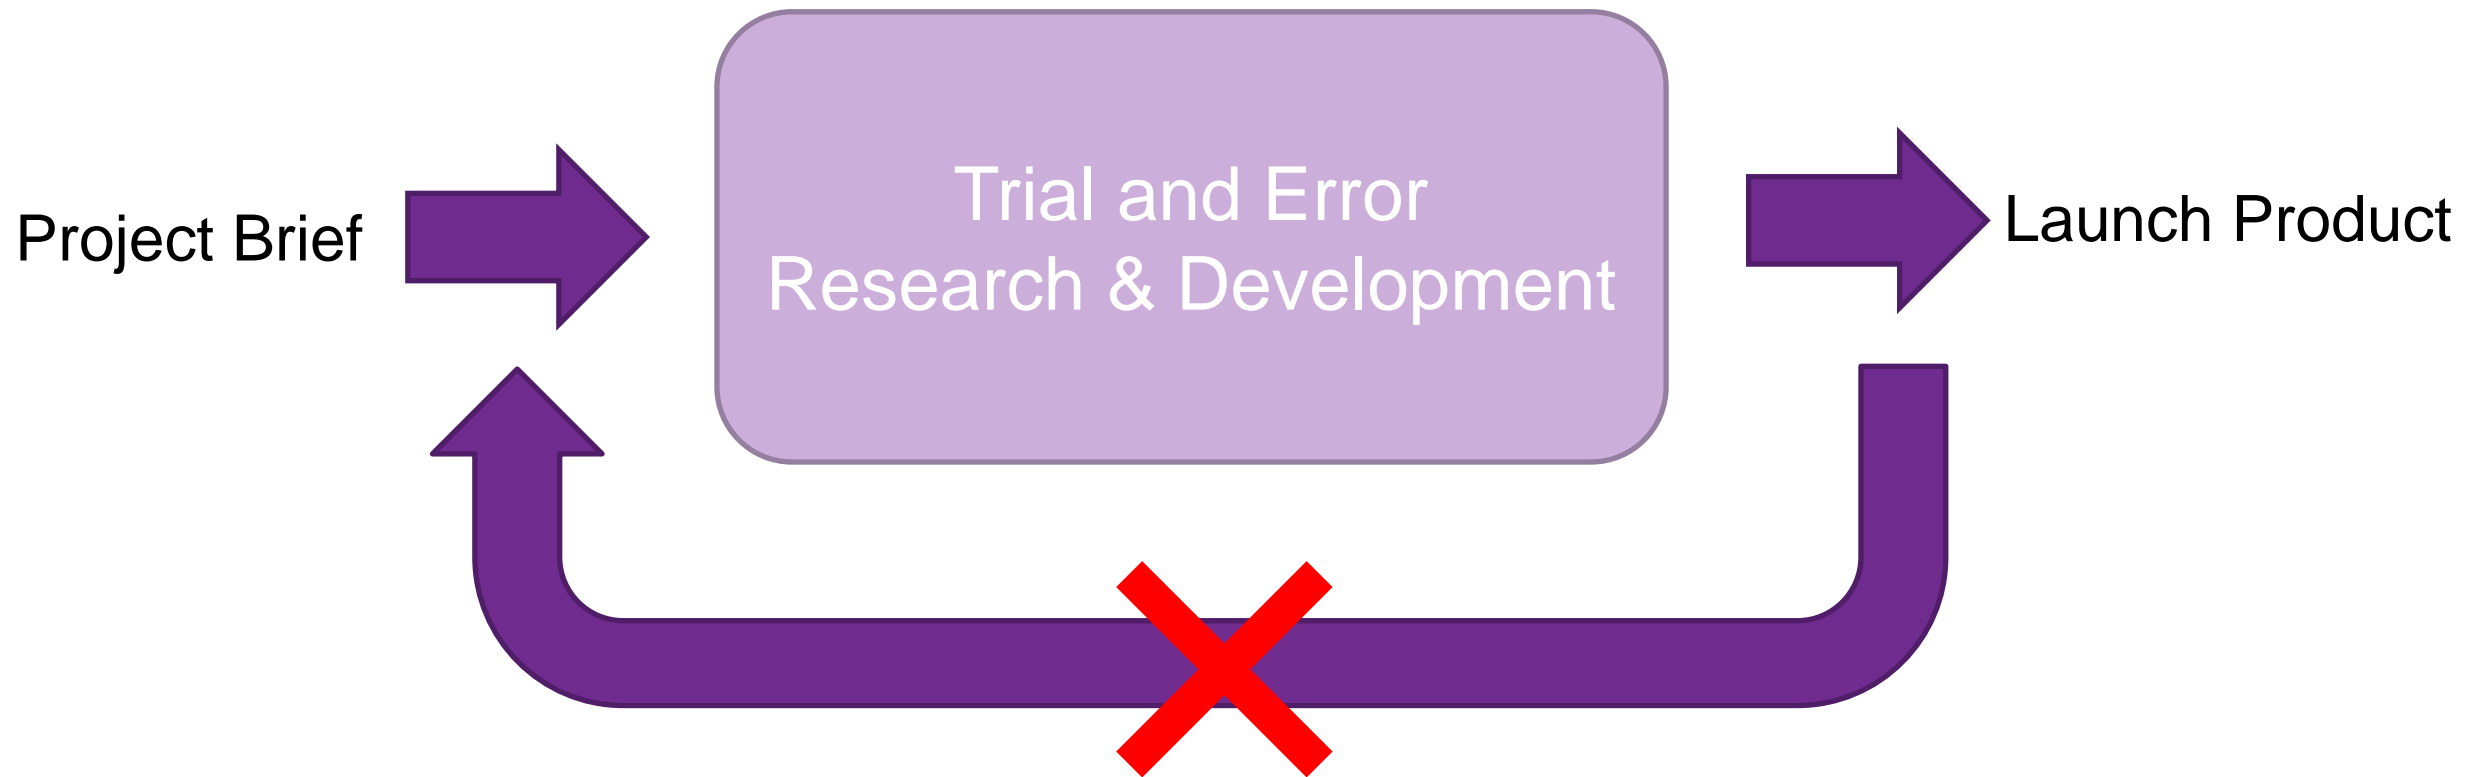 Project Brief
Trial and Error
Research & Development
Launch Product